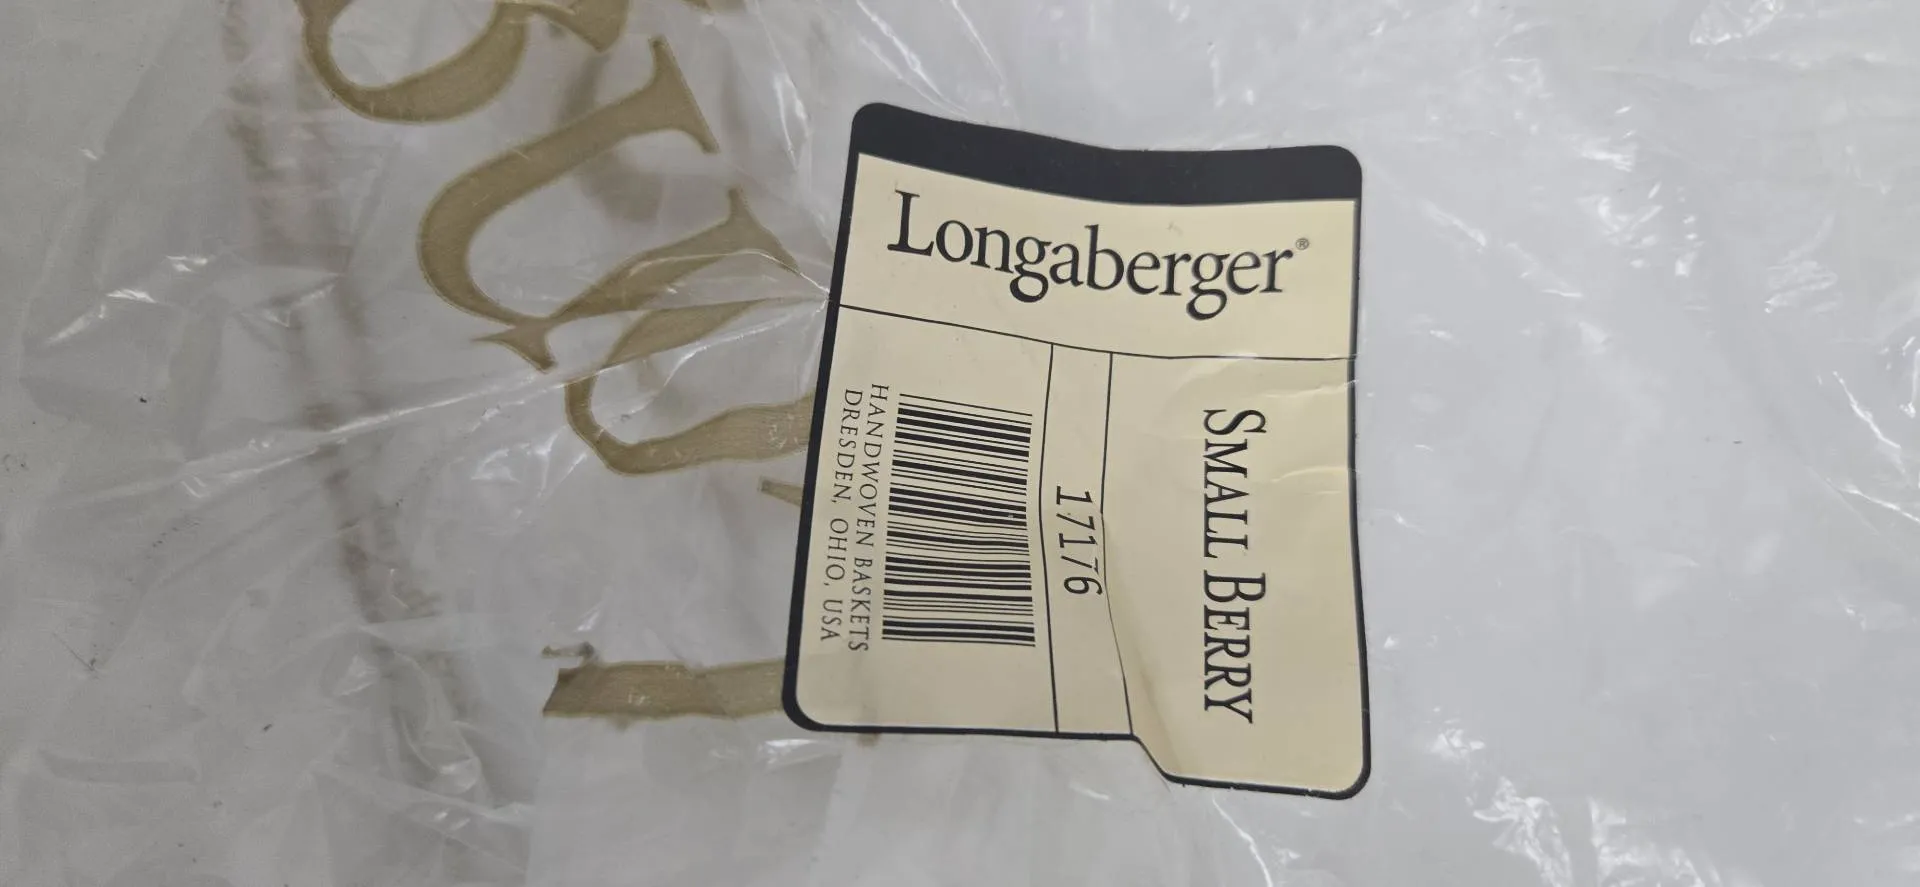 Longaberger®
SMALL BERRY
17176
HANDWOVEN BASKETS
DRESDEN, OHIO, USA